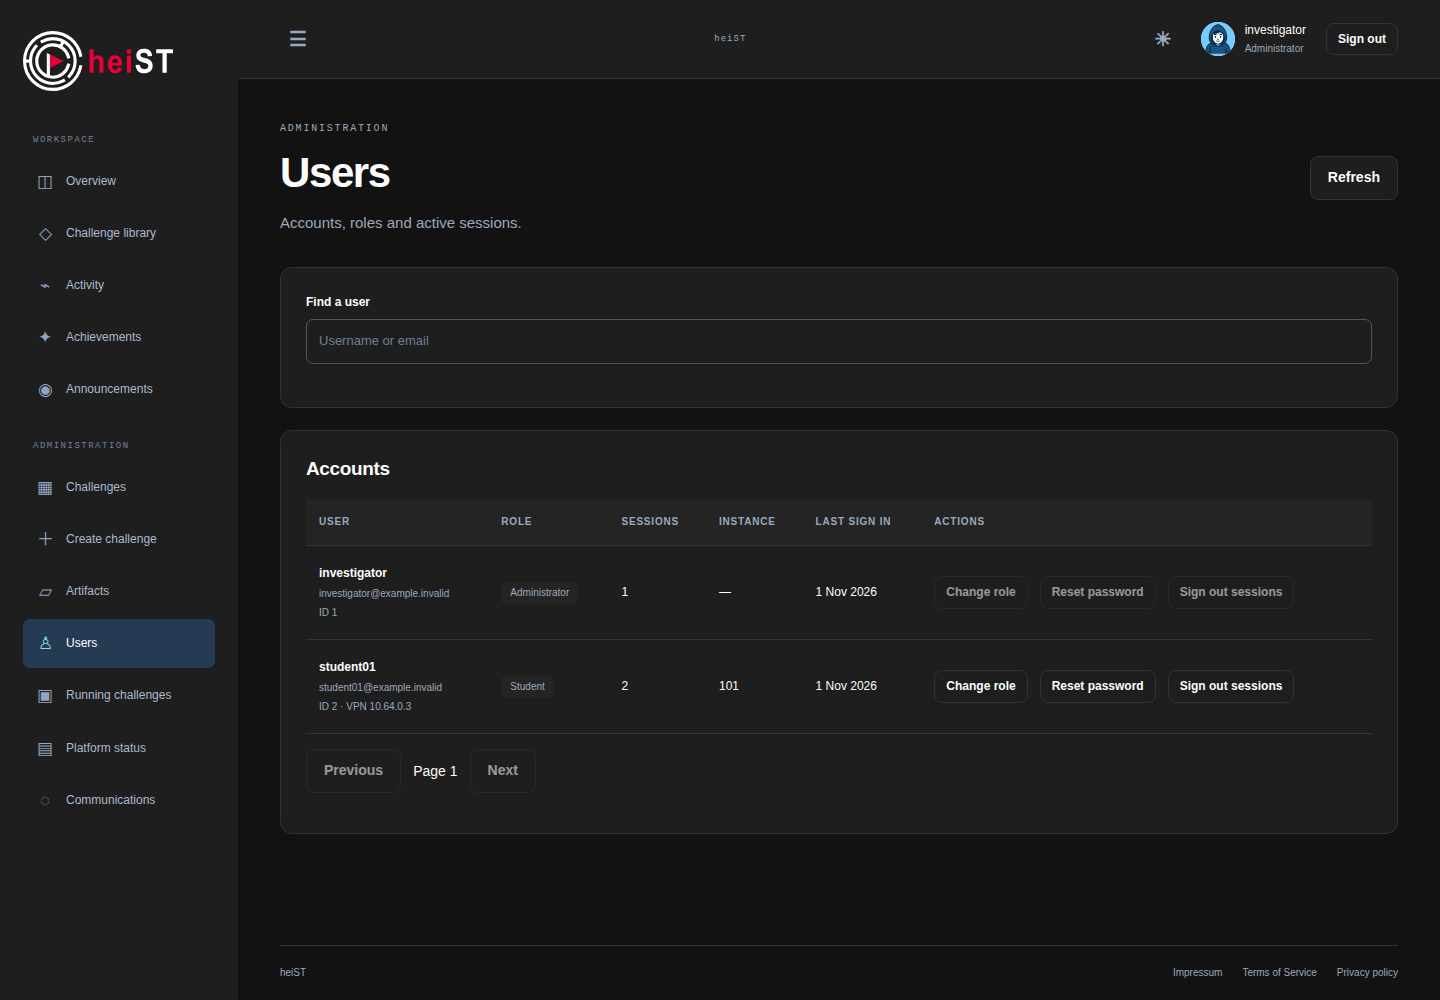 heiST
WORKSPACE
Overview
Challenge library
Activity
Achievements
Announcements
ADMINISTRATION
Challenges
Create challenge
Artifacts
Users
Running challenges
Platform status
Communications
heiST
investigator
Administrator
Sign out
ADMINISTRATION
Users
Refresh
Accounts, roles and active sessions.
Find a user
Username or email
Accounts
USER ROLE SESSIONS INSTANCE LAST SIGN IN ACTIONS
investigator
investigator@example.invalid
ID 1
Administrator 1 — 1 Nov 2026 Change role Reset password Sign out sessions
student01
student01@example.invalid
ID 2 · VPN 10.64.0.3
Student 2 101 1 Nov 2026 Change role Reset password Sign out sessions
Previous Page 1 Next
heiST Impressum Terms of Service Privacy policy